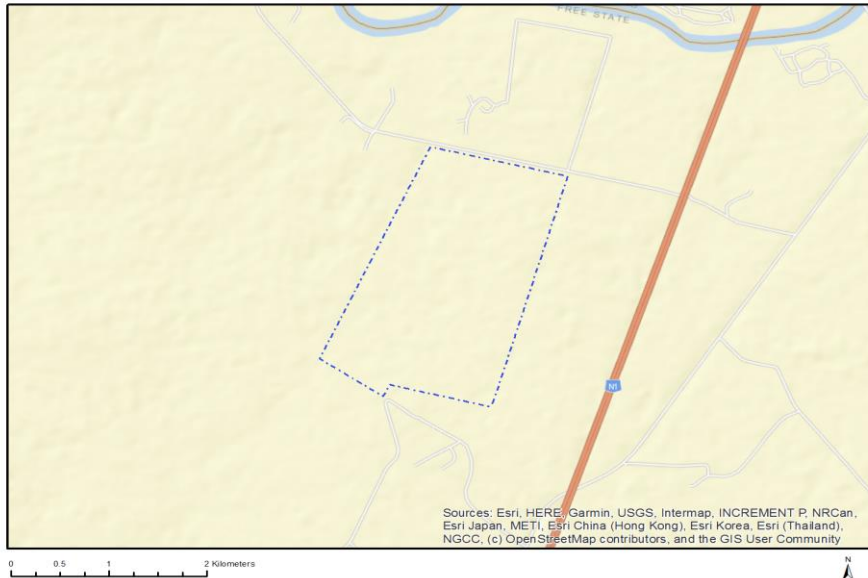 FREE STATE
N1
Sources: Esri, HERE, Garmin, USGS, Intermap, INCREMENT P, NRCan,
Esri Japan, METI, Esri China (Hong Kong), Esri Korea, Esri (Thailand),
NGCC, (c) OpenStreetMap contributors, and the GIS User Community
0 0.5 1 2 Kilometers
N